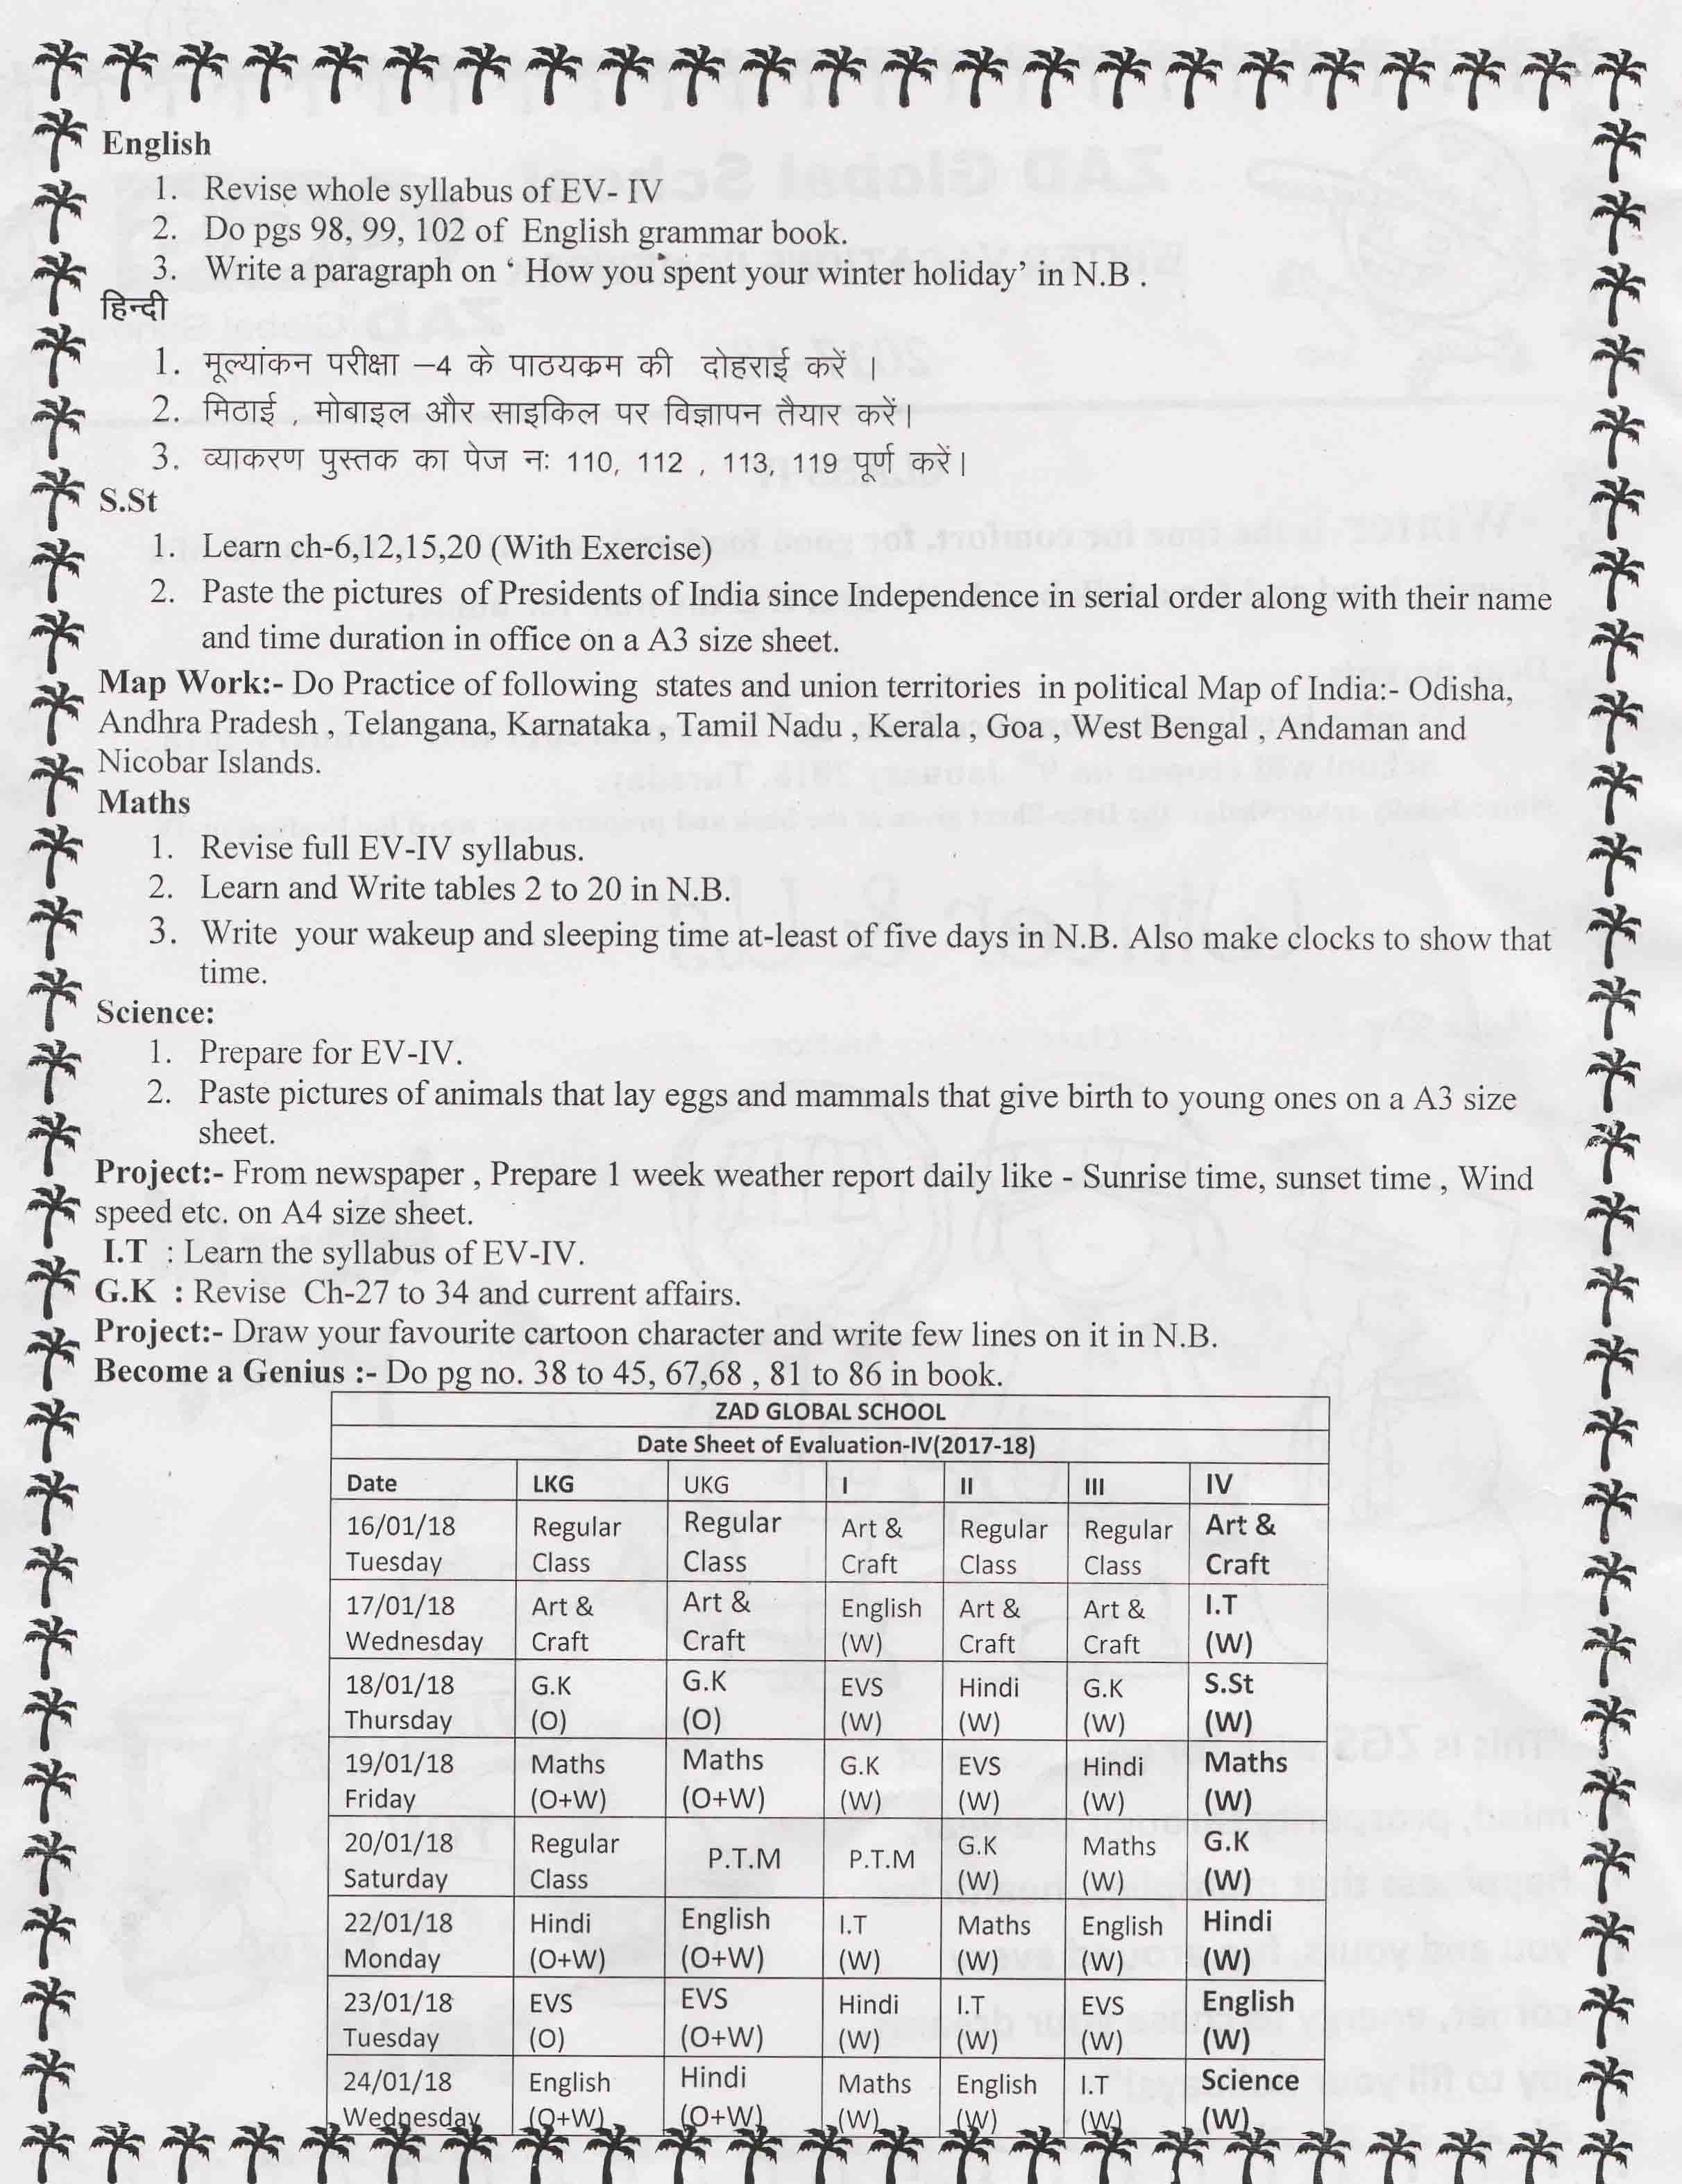 English
1. Revise whole syllabus of EV- IV
2. Do pgs 98, 99, 102 of English grammar book.
3. Write a paragraph on ‘ How you spent your winter holiday’ in N.B .
हिन्दी
1. मूल्यांकन परीक्षा –4 के पाठयकम की दोहराई करें ।
2. मिठाई , मोबाइल और साइकिल पर विज्ञापन तैयार करें।
3. व्याकरण पुस्तक का पेज नः 110, 112 , 113, 119 पूर्ण करें।
S.St
1. Learn ch-6,12,15,20 (With Exercise)
2. Paste the pictures of Presidents of India since Independence in serial order along with their name
and time duration in office on a A3 size sheet.
Map Work:- Do Practice of following states and union territories in political Map of India:- Odisha,
Andhra Pradesh , Telangana, Karnataka , Tamil Nadu , Kerala , Goa , West Bengal , Andaman and
Nicobar Islands.
Maths
1. Revise full EV-IV syllabus.
2. Learn and Write tables 2 to 20 in N.B.
3. Write your wakeup and sleeping time at-least of five days in N.B. Also make clocks to show that
time.
Science:
1. Prepare for EV-IV.
2. Paste pictures of animals that lay eggs and mammals that give birth to young ones on a A3 size
sheet.
Project:- From newspaper , Prepare 1 week weather report daily like - Sunrise time, sunset time , Wind
speed etc. on A4 size sheet.
I.T : Learn the syllabus of EV-IV.
G.K : Revise Ch-27 to 34 and current affairs.
Project:- Draw your favourite cartoon character and write few lines on it in N.B.
Become a Genius :- Do pg no. 38 to 45, 67,68 , 81 to 86 in book.
ZAD GLOBAL SCHOOL
Date Sheet of Evaluation-IV(2017-18)
Date LKG UKG I II III IV
16/01/18 Regular Regular Art & Regular Regular Art &
Tuesday Class Class Craft Class Class Craft
17/01/18 Art & Art & English Art & Art & I.T
Wednesday Craft Craft (W) Craft Craft (W)
18/01/18 G.K G.K EVS Hindi G.K S.St
Thursday (O) (O) (W) (W) (W) (W)
19/01/18 Maths Maths G.K EVS Hindi Maths
Friday (O+W) (O+W) (W) (W) (W) (W)
20/01/18 Regular P.T.M P.T.M G.K Maths G.K
Saturday Class (W) (W) (W)
22/01/18 Hindi English I.T Maths English Hindi
Monday (O+W) (O+W) (W) (W) (W) (W)
23/01/18 EVS EVS Hindi I.T EVS English
Tuesday (O) (O+W) (W) (W) (W) (W)
24/01/18 English Hindi Maths English I.T Science
Wednesday (O+W) (O+W) (W) (W) (W) (W)